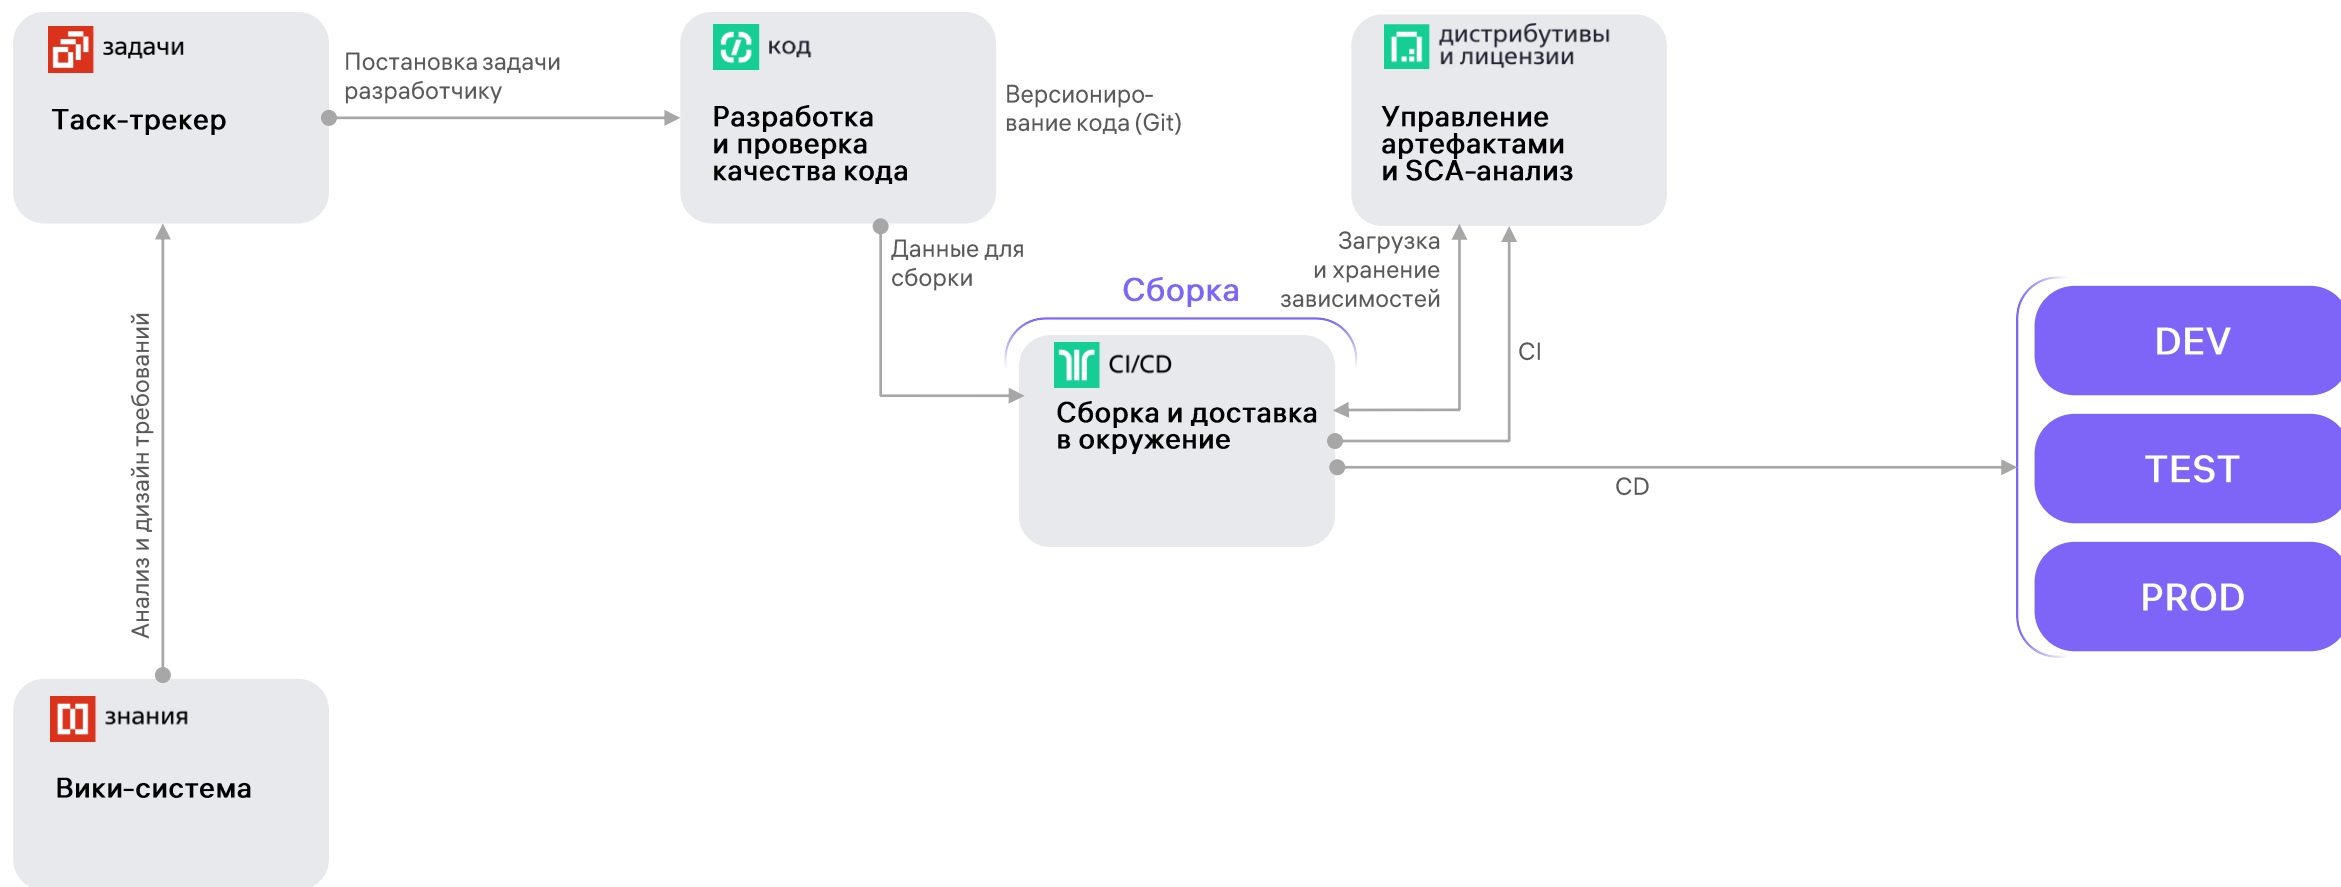 задачи
Таск-трекер
Постановка задачи
разработчику
код
Разработка
и проверка
качества кода
Версиониро-
вание кода (Git)
дистрибутивы
и лицензии
Управление
артефактами
и SCA-анализ
Данные для
сборки
Сборка
Загрузка
и хранение
зависимостей
CI
CI/CD
Сборка и доставка
в окружение
CD
DEV
TEST
PROD
Анализ и дизайн требований
знания
Вики-система